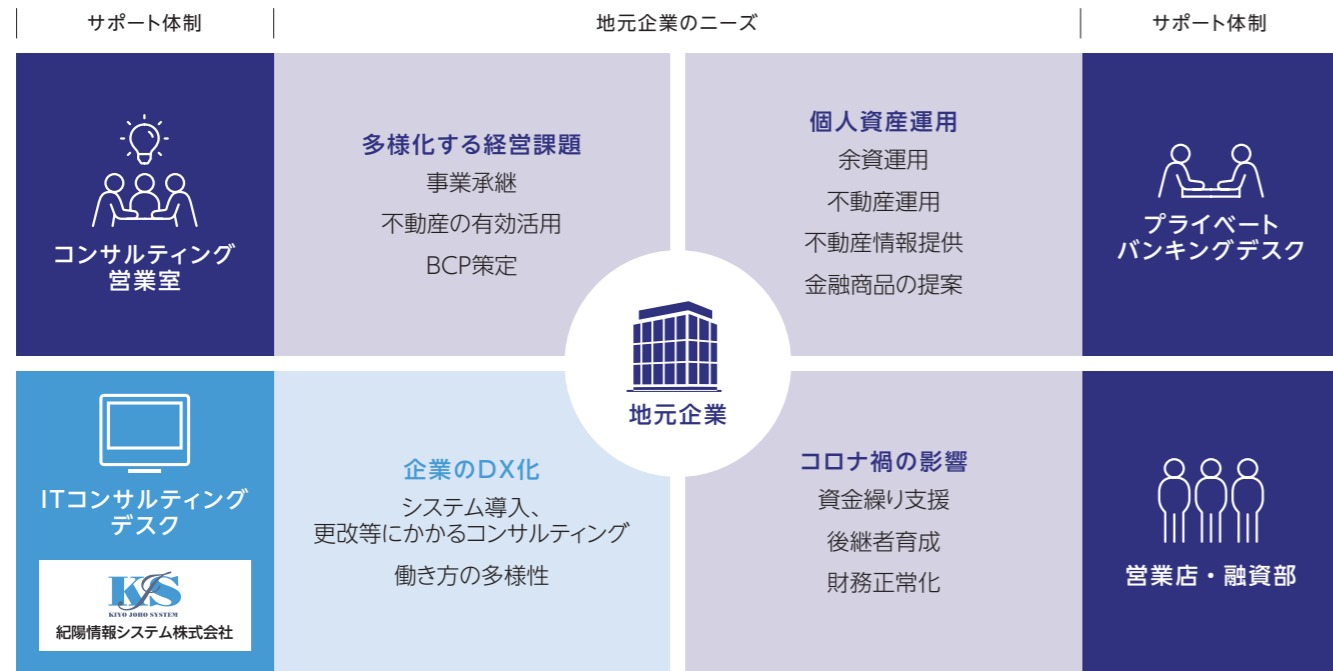 サポート体制
地元企業のニーズ
サポート体制
コンサルティング
営業室
多様化する経営課題
事業承継
不動産の有効活用
BCP策定
個人資産運用
余資運用
不動産運用
不動産情報提供
金融商品の提案
プライベート
バンキングデスク
地元企業
ITコンサルティング
デスク
KJS
KIYO JOHO SYSTEM
紀陽情報システム株式会社
企業のDX化
システム導入、
更改等にかかるコンサルティング
働き方の多様性
コロナ禍の影響
資金繰り支援
後継者育成
財務正常化
営業店・融資部